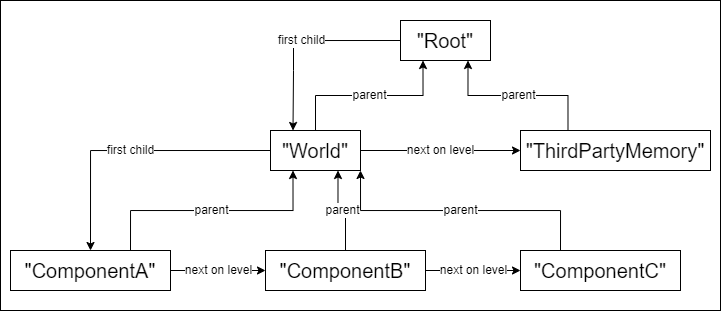 first child
"Root"
parent
parent
first child
"World"
next on level
"ThirdPartyMemory"
parent
parent
parent
"ComponentA"
next on level
"ComponentB"
next on level
"ComponentC"